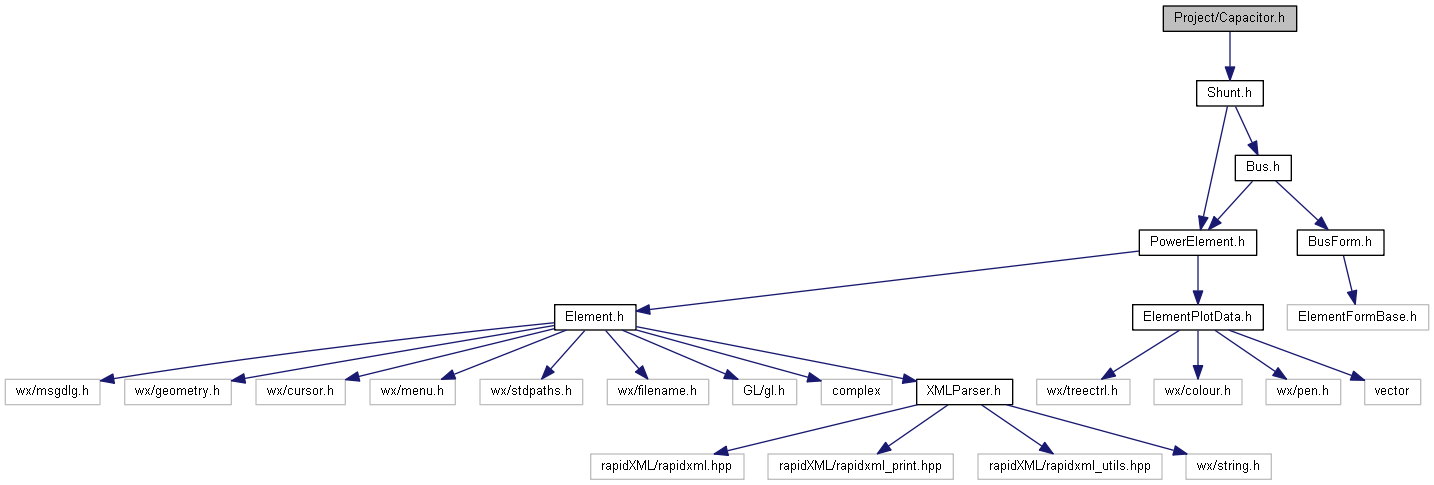 Project/Capacitor.h
Shunt.h
Bus.h
PowerElement.h
BusForm.h
Element.h
ElementPlotData.h
ElementFormBase.h
wx/msgdlg.h
wx/geometry.h
wx/cursor.h
wx/menu.h
wx/stdpaths.h
wx/filename.h
GL/gl.h
complex
XMLParser.h
wx/treectrl.h
wx/colour.h
wx/pen.h
vector
rapidXML/rapidxml.hpp
rapidXML/rapidxml_print.hpp
rapidXML/rapidxml_utils.hpp
wx/string.h